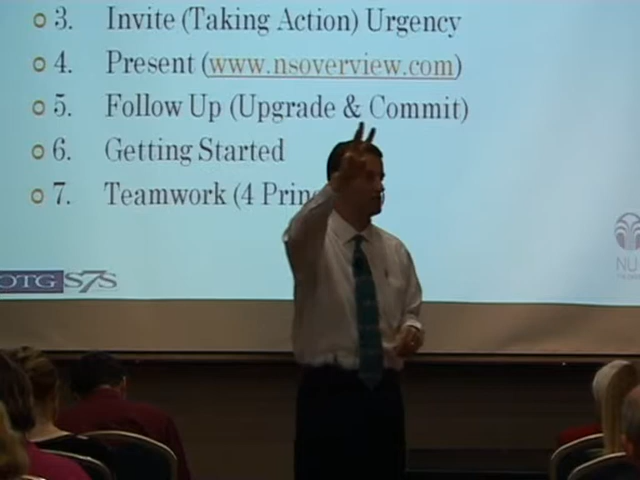 3. Invite (Taking Action) Urgency
4. Present (www.nsoverview.com)
5. Follow Up (Upgrade & Commit)
6. Getting Started
7. Teamwork (4 Prin
OTG S7S
NU